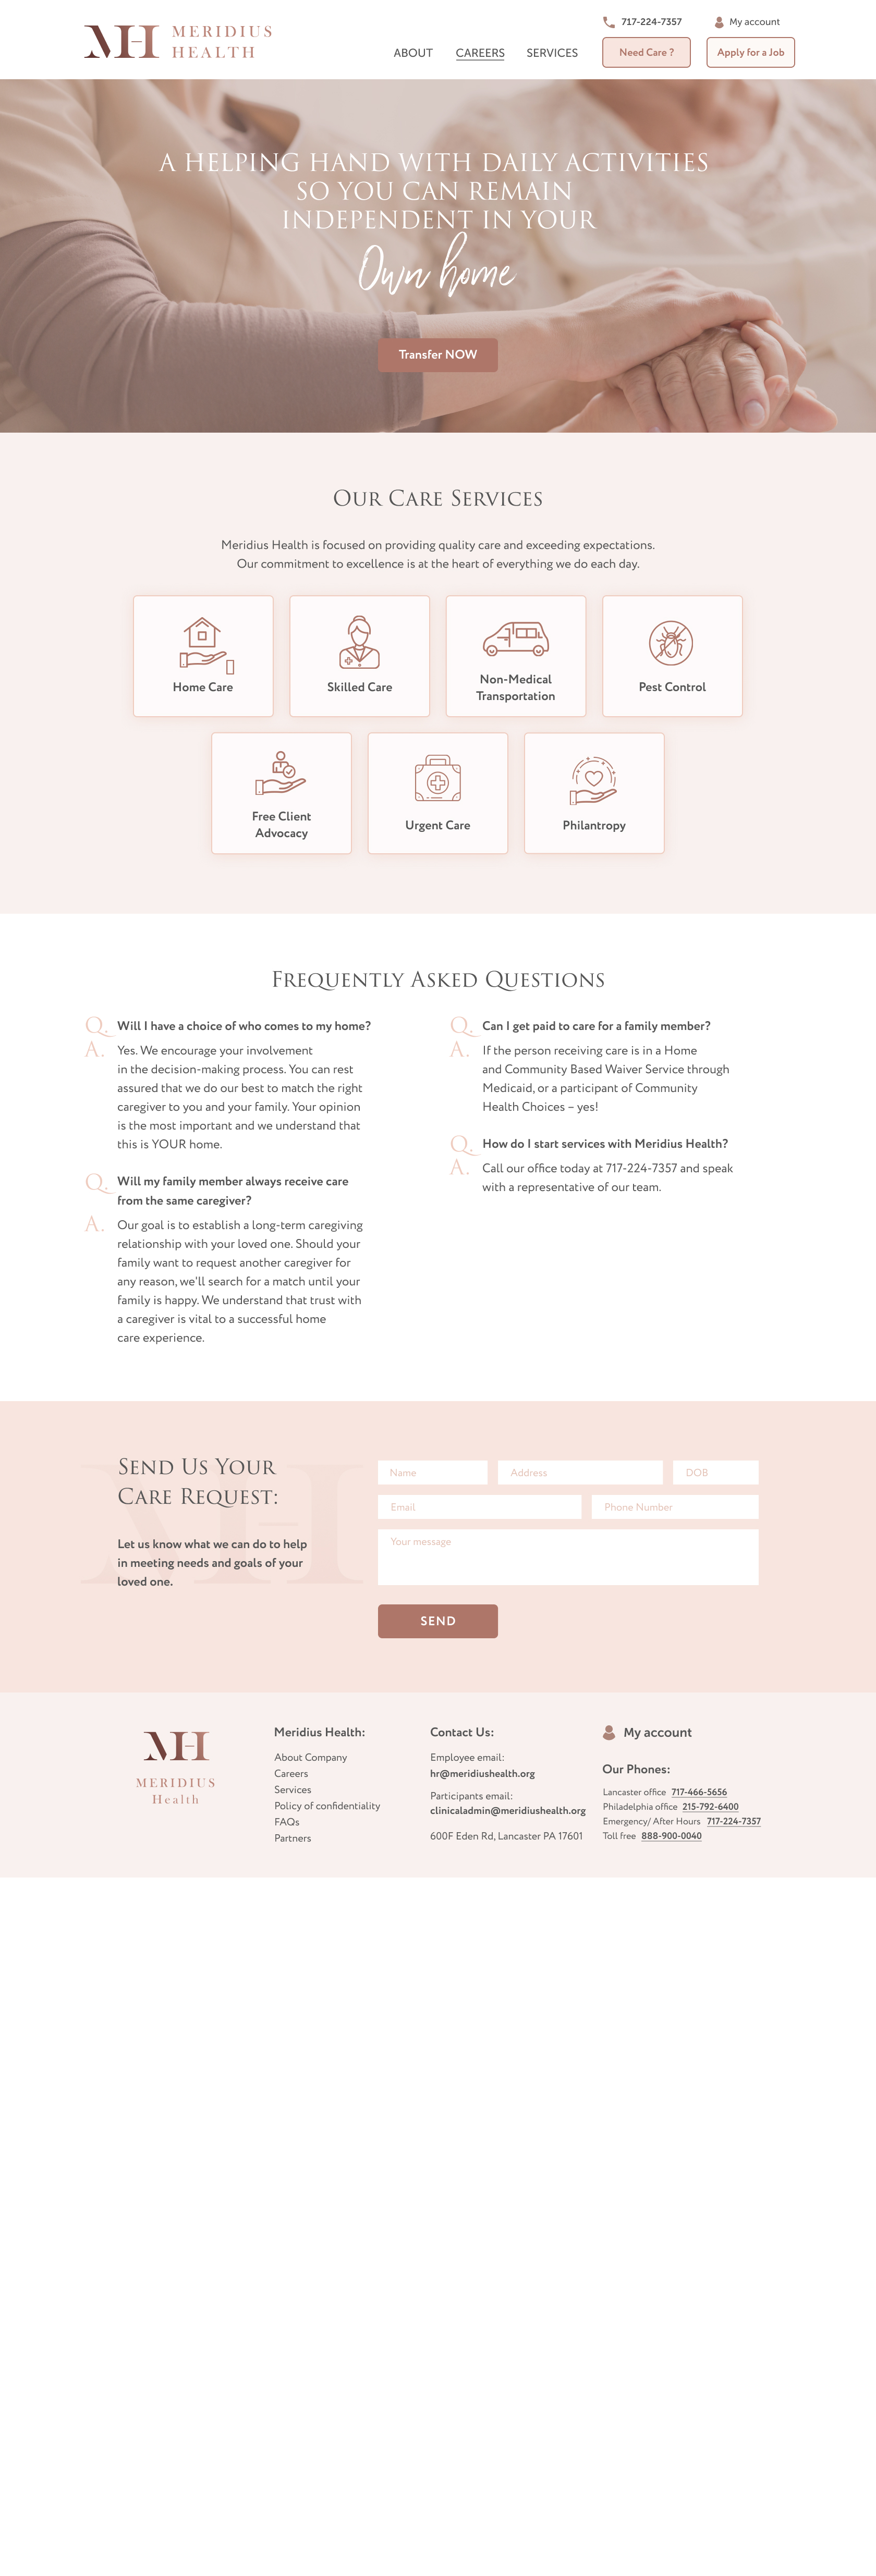 MH MERIDIUS
HEALTH
717-224-7357
My account
ABOUT
CAREERS
SERVICES
Need Care ?
Apply for a Job
A HELPING HAND WITH DAILY ACTIVITIES
SO YOU CAN REMAIN
INDEPENDENT IN YOUR
Own home
Transfer NOW
OUR CARE SERVICES
Meridius Health is focused on providing quality care and exceeding expectations.
Our commitment to excellence is at the heart of everything we do each day.
Home Care
Skilled Care
Non-Medical
Transportation
Pest Control
Free Client
Advocacy
Urgent Care
Philantropy
FREQUENTLY ASKED QUESTIONS
Q. Will I have a choice of who comes to my home?
A. Yes. We encourage your involvement
in the decision-making process. You can rest
assured that we do our best to match the right
caregiver to you and your family. Your opinion
is the most important and we understand that
this is YOUR home.
Q. Will my family member always receive care
from the same caregiver?
A. Our goal is to establish a long-term caregiving
relationship with your loved one. Should your
family want to request another caregiver for
any reason, we'll search for a match until your
family is happy. We understand that trust with
a caregiver is vital to a successful home
care experience.
Q. Can I get paid to care for a family member?
A. If the person receiving care is in a Home
and Community Based Waiver Service through
Medicaid, or a participant of Community
Health Choices – yes!
Q. How do I start services with Meridius Health?
A. Call our office today at 717-224-7357 and speak
with a representative of our team.
MH
SEND US YOUR
CARE REQUEST:
Let us know what we can do to help
in meeting needs and goals of your
loved one.
Name
Address
DOB
Email
Phone Number
Your message
SEND
MH
MERIDIUS
Health
Meridius Health:
About Company
Careers
Services
Policy of confidentiality
FAQs
Partners
Contact Us:
Employee email:
hr@meridiushealth.org
Participants email:
clinicaladmin@meridiushealth.org
600F Eden Rd, Lancaster PA 17601
My account
Our Phones:
Lancaster office 717-466-5656
Philadelphia office 215-792-6400
Emergency/ After Hours 717-224-7357
Toll free 888-900-0040